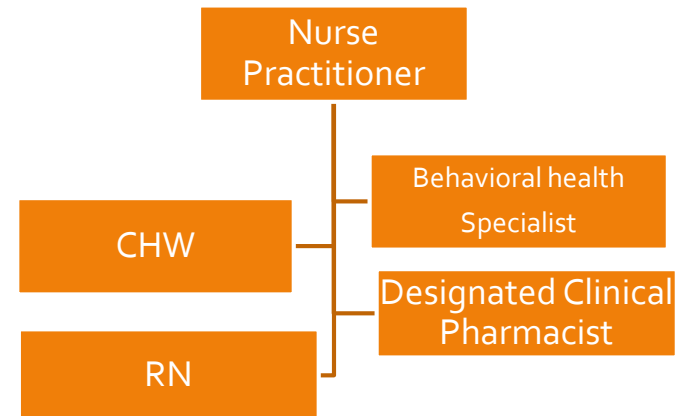 Nurse
Practitioner
Behavioral health
Specialist
CHW
Designated Clinical
Pharmacist
RN